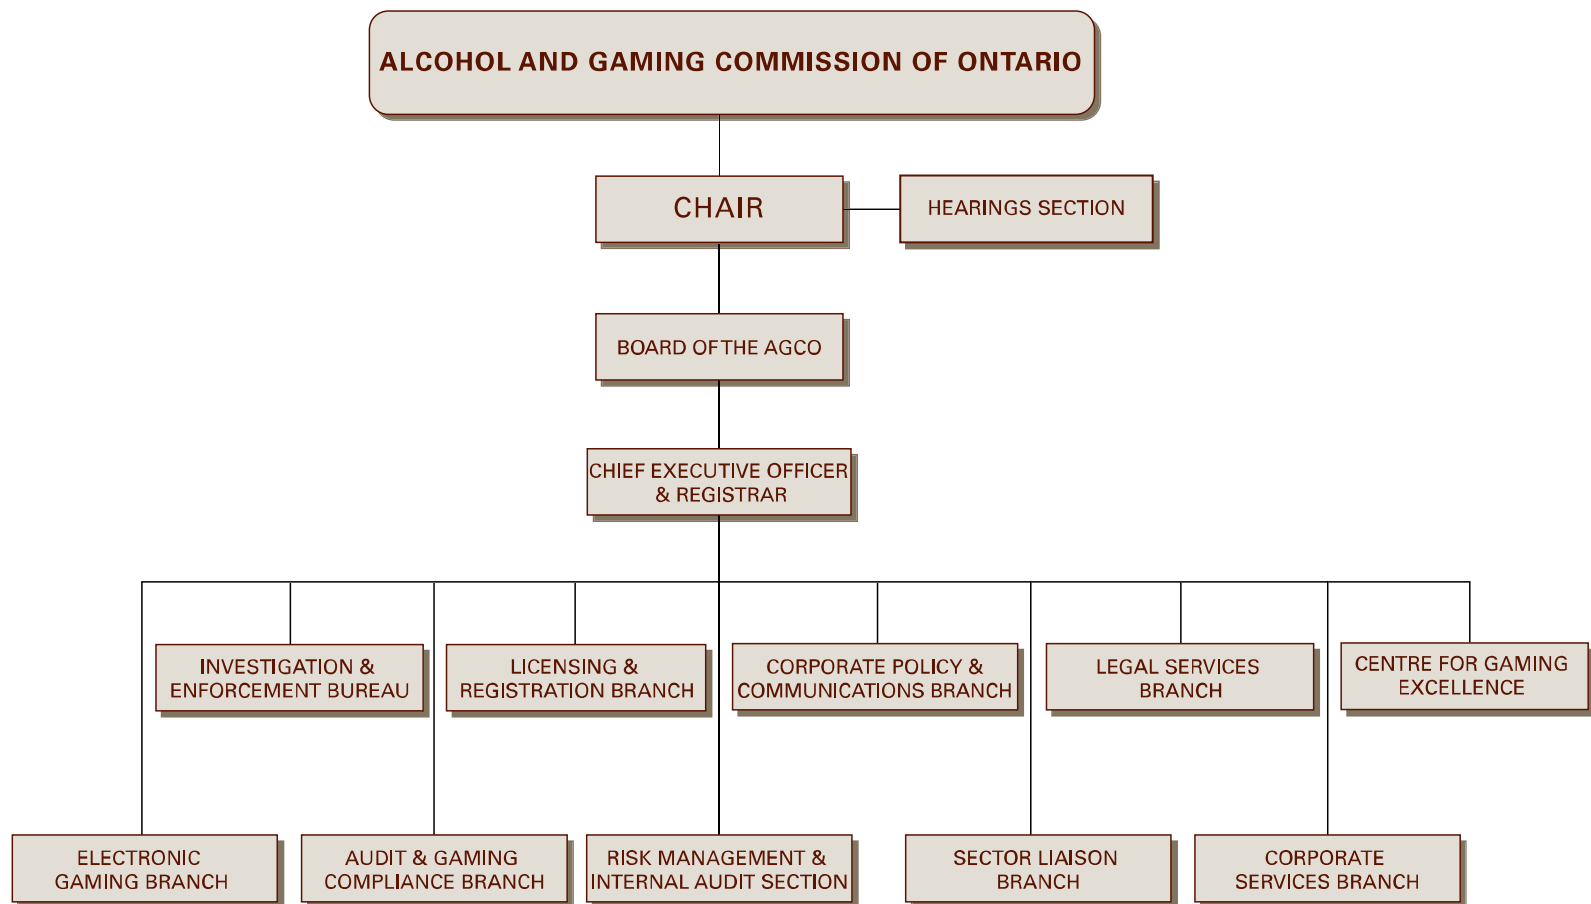 ALCOHOL AND GAMING COMMISSION OF ONTARIO
CHAIR
HEARINGS SECTION
BOARD OF THE AGCO
CHIEF EXECUTIVE OFFICER
& REGISTRAR
INVESTIGATION &
ENFORCEMENT BUREAU
LICENSING &
REGISTRATION BRANCH
CORPORATE POLICY &
COMMUNICATIONS BRANCH
LEGAL SERVICES
BRANCH
CENTRE FOR GAMING
EXCELLENCE
ELECTRONIC
GAMING BRANCH
AUDIT & GAMING
COMPLIANCE BRANCH
RISK MANAGEMENT &
INTERNAL AUDIT SECTION
SECTOR LIAISON
BRANCH
CORPORATE
SERVICES BRANCH